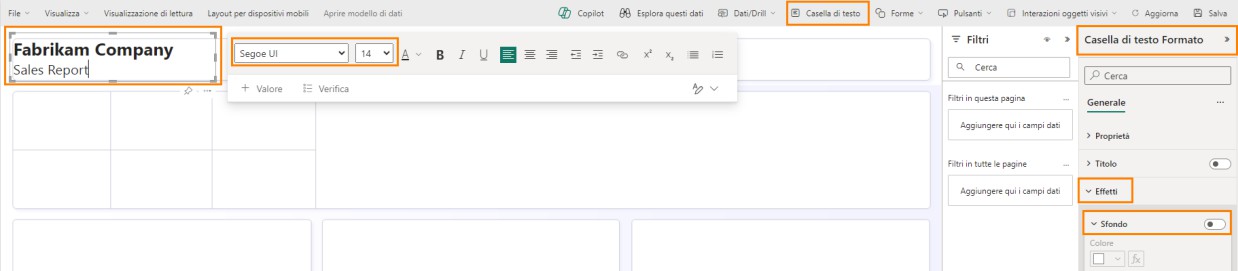 File Visualizza Visualizzazione di lettura Layout per dispositivi mobili Aprire modello di dati Copilot Esplora questi dati Dati/Drill Casella di testo Forme Pulsanti Interazioni oggetti visivi Aggiorna Salva
Fabrikam Company
Sales Report
Segoe UI 14 A B I U x² x₂
+ Valore Verifica
Filtri
Cerca
Filtri in questa pagina ...
Aggiungere qui i campi dati
Filtri in tutte le pagine ...
Aggiungere qui i campi dati
Casella di testo Formato »
Cerca
Generale ...
Proprietà
Titolo
Effetti
Sfondo
Colore
fx